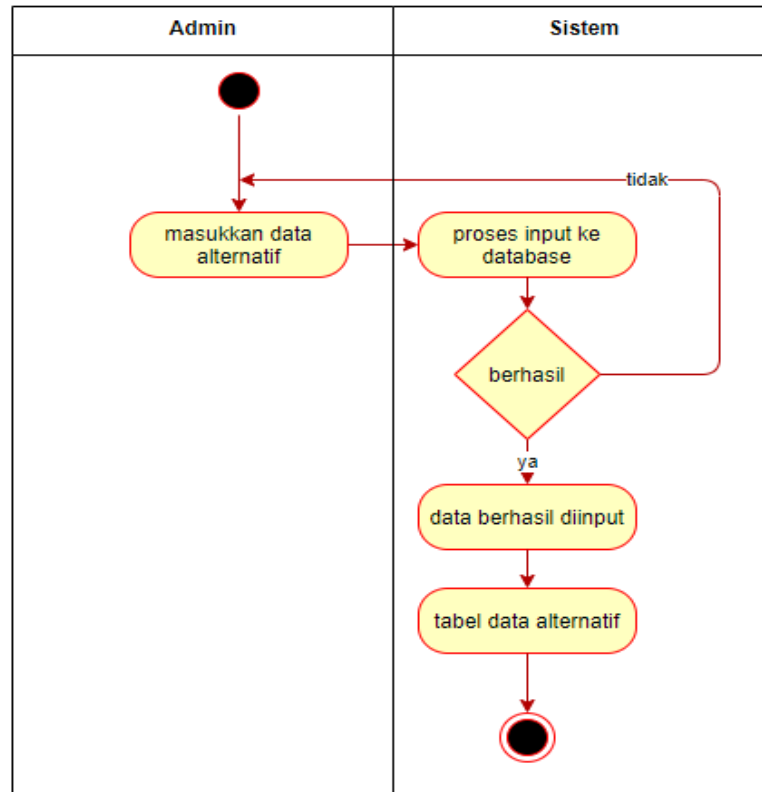 Admin
Sistem
tidak
masukkan data
alternatif
proses input ke
database
berhasil
ya
data berhasil diinput
tabel data alternatif